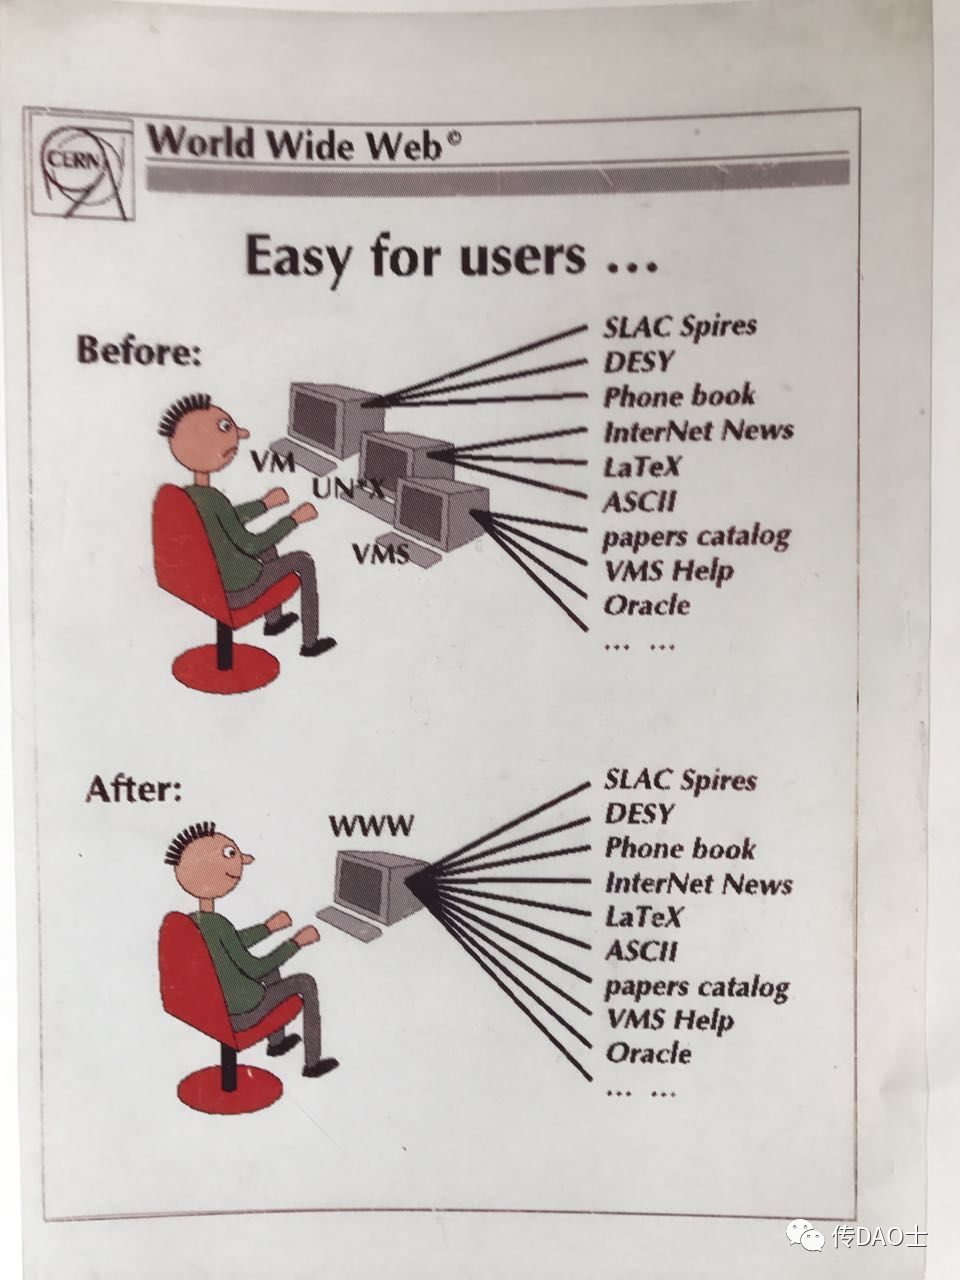 CERN
World Wide Web©
Easy for users ...
Before:
VM
UN*X
VMS
SLAC Spires
DESY
Phone book
InterNet News
LaTeX
ASCII
papers catalog
VMS Help
Oracle
... ...
After:
WWW
SLAC Spires
DESY
Phone book
InterNet News
LaTeX
ASCII
papers catalog
VMS Help
Oracle
... ...
传DAO士